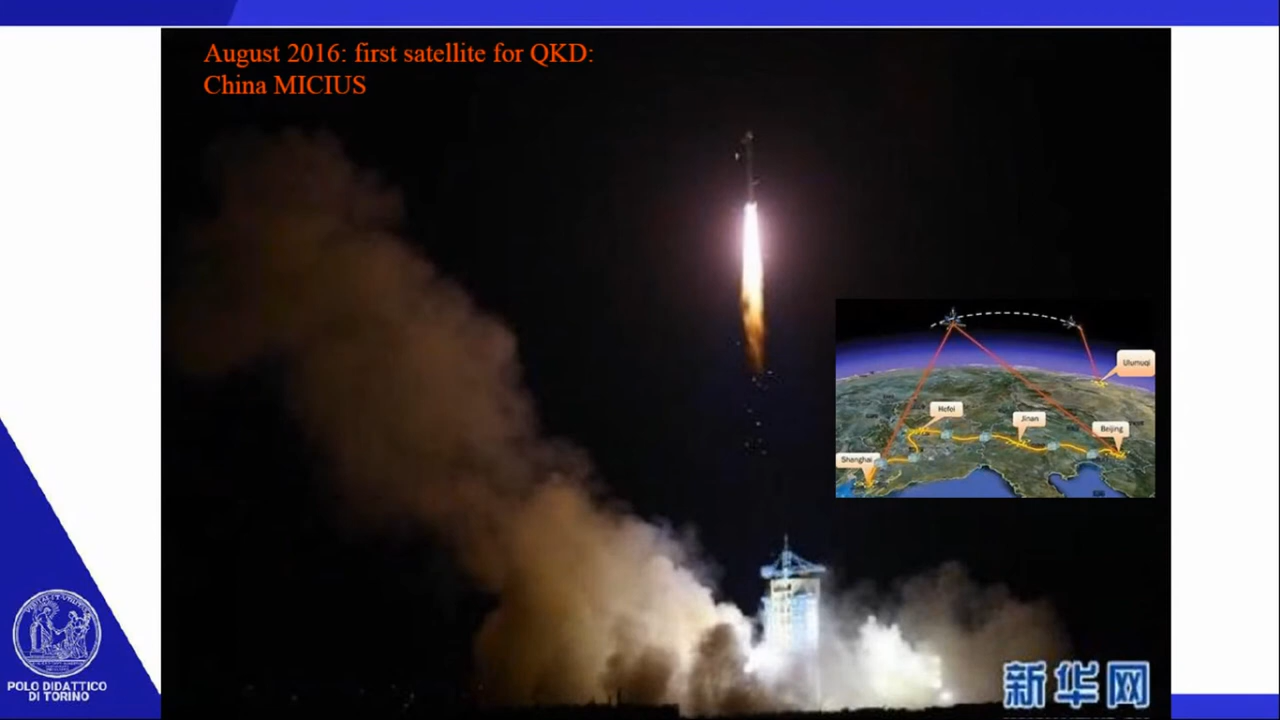 August 2016: first satellite for QKD:
China MICIUS
Ulumuqi
Hefei
Jinan
Beijing
Shanghai
新华网
POLO DIDATTICO
DI TORINO